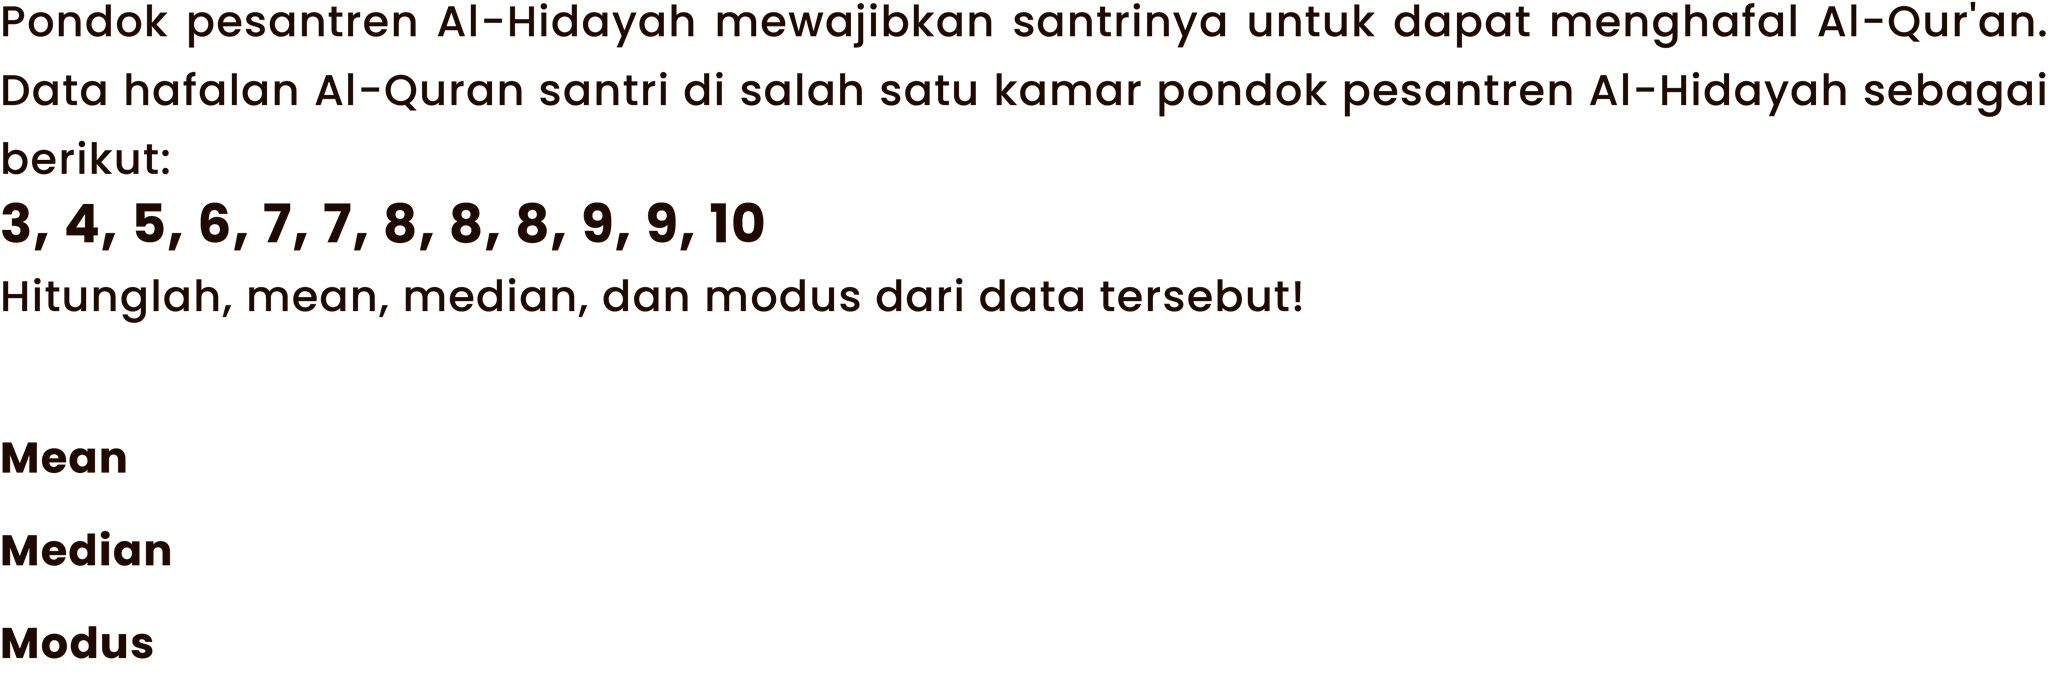 Pondok pesantren Al-Hidayah mewajibkan santrinya untuk dapat menghafal Al-Qur'an.
Data hafalan Al-Quran santri di salah satu kamar pondok pesantren Al-Hidayah sebagai
berikut:
3, 4, 5, 6, 7, 7, 8, 8, 8, 9, 9, 10
Hitunglah, mean, median, dan modus dari data tersebut!
Mean
Median
Modus